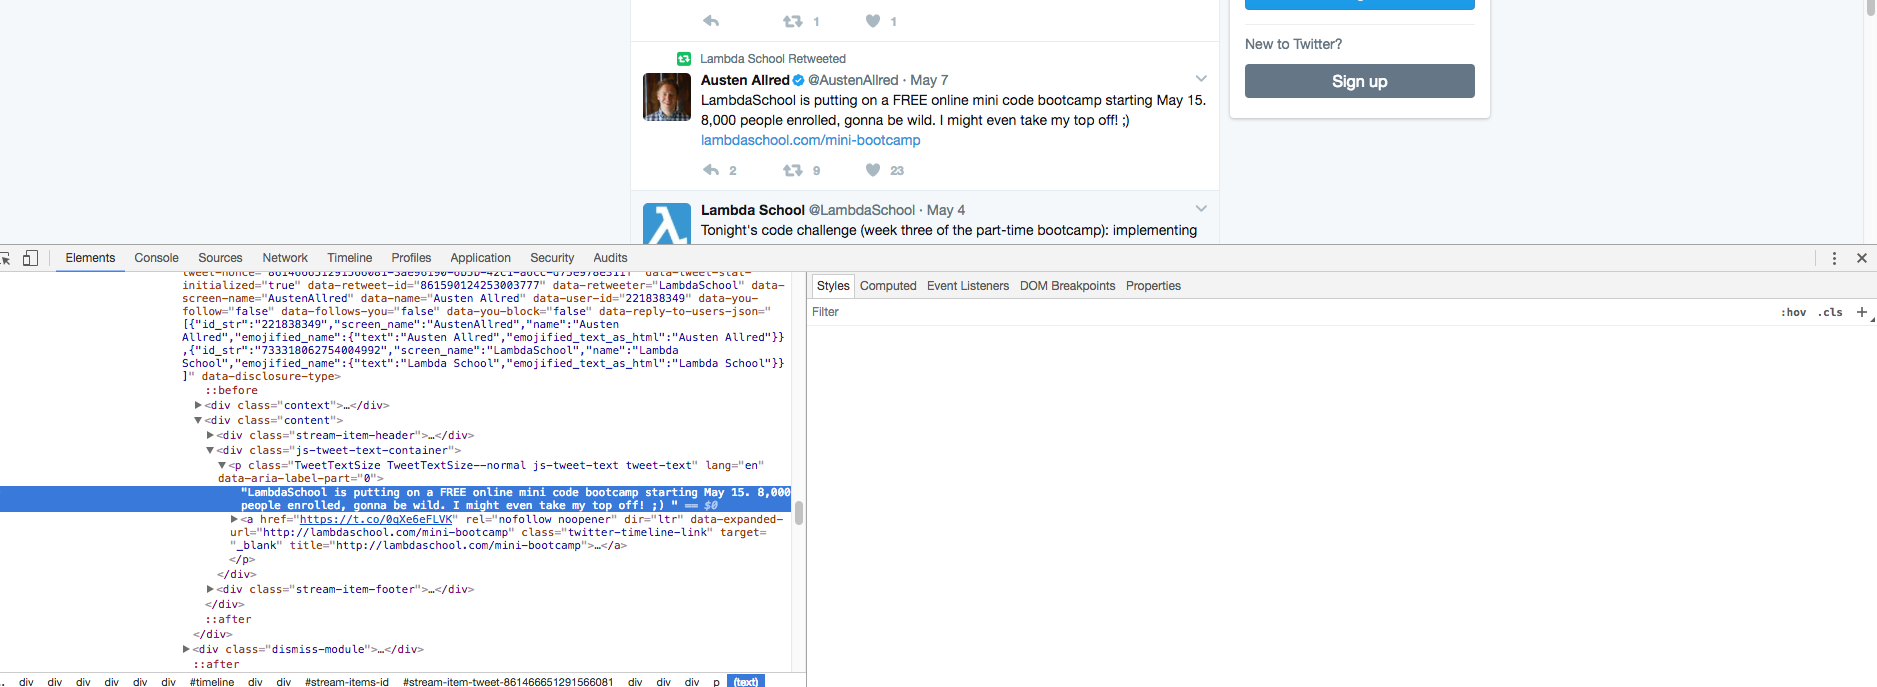 1 1
Lambda School Retweeted
Austen Allred @AustenAllred · May 7
LambdaSchool is putting on a FREE online mini code bootcamp starting May 15.
8,000 people enrolled, gonna be wild. I might even take my top off! ;)
lambdaschool.com/mini-bootcamp
2 9 23
Lambda School @LambdaSchool · May 4
Tonight's code challenge (week three of the part-time bootcamp): implementing
New to Twitter?
Sign up
Elements Console Sources Network Timeline Profiles Application Security Audits
initialized="true" data-retweet-id="861590124253003777" data-retweeter="LambdaSchool" data-
screen-name="AustenAllred" data-name="Austen Allred" data-user-id="221838349" data-you-
follow="false" data-follows-you="false" data-you-block="false" data-reply-to-users-json="
[{"id_str":"221838349","screen_name":"AustenAllred","name":"Austen
Allred","emojified_name":{"text":"Austen Allred","emojified_text_as_html":"Austen Allred"}}
,{"id_str":"733318062754004992","screen_name":"LambdaSchool","name":"Lambda
School","emojified_name":{"text":"Lambda School","emojified_text_as_html":"Lambda School"}}
]" data-disclosure-type>
::before
<div class="context">…</div>
<div class="content">
<div class="stream-item-header">…</div>
<div class="js-tweet-text-container">
<p class="TweetTextSize TweetTextSize--normal js-tweet-text tweet-text" lang="en"
data-aria-label-part="0">
"LambdaSchool is putting on a FREE online mini code bootcamp starting May 15. 8,000
people enrolled, gonna be wild. I might even take my top off! ;) " == $0
<a href="https://t.co/0qXe6eFLVK" rel="nofollow noopener" dir="ltr" data-expanded-
url="http://lambdaschool.com/mini-bootcamp" class="twitter-timeline-link" target=
"_blank" title="http://lambdaschool.com/mini-bootcamp">…</a>
</p>
</div>
<div class="stream-item-footer">…</div>
</div>
::after
</div>
<div class="dismiss-module">…</div>
::after
.. div div div div div div #timeline div div #stream-items-id #stream-item-tweet-861466651291566081 div div div p (text)
Styles Computed Event Listeners DOM Breakpoints Properties
Filter :hov .cls +